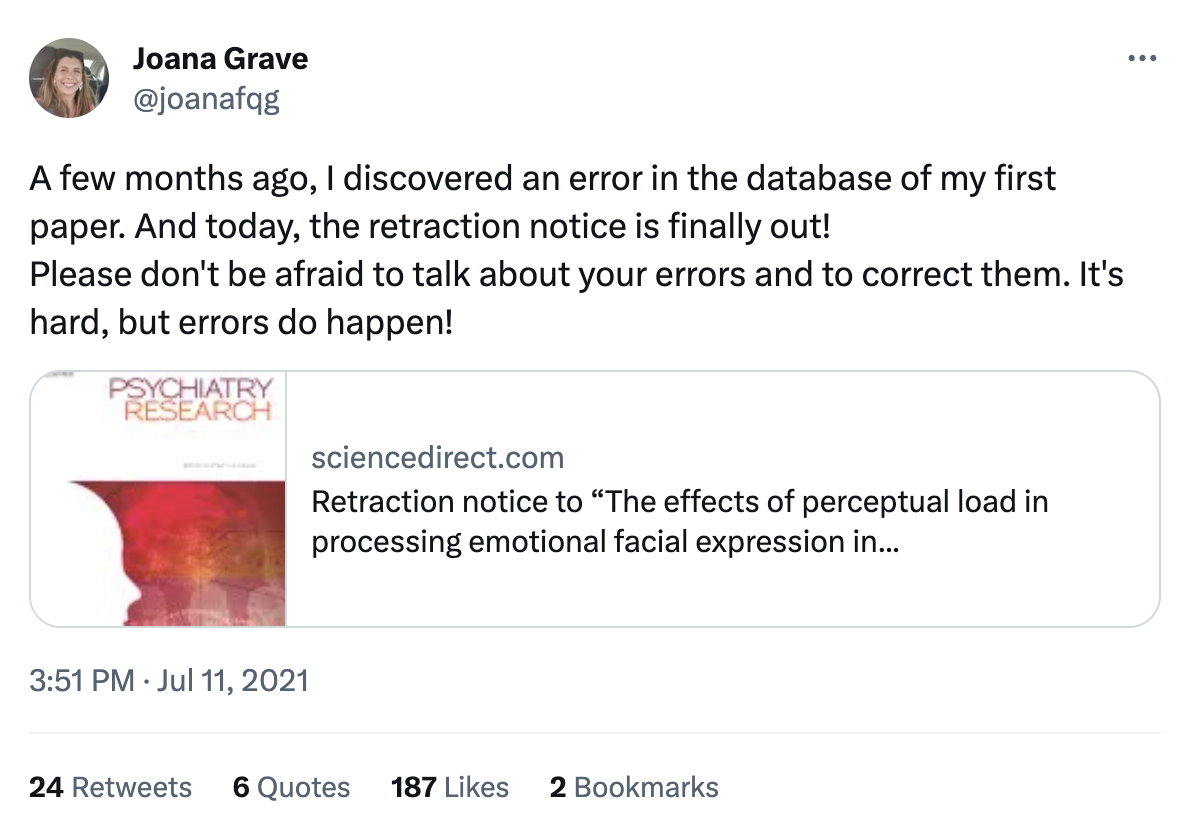 Joana Grave
@joanafqg
A few months ago, I discovered an error in the database of my first
paper. And today, the retraction notice is finally out!
Please don't be afraid to talk about your errors and to correct them. It's
hard, but errors do happen!
PSYCHIATRY
RESEARCH
sciencedirect.com
Retraction notice to “The effects of perceptual load in
processing emotional facial expression in...
3:51 PM · Jul 11, 2021
24 Retweets 6 Quotes 187 Likes 2 Bookmarks